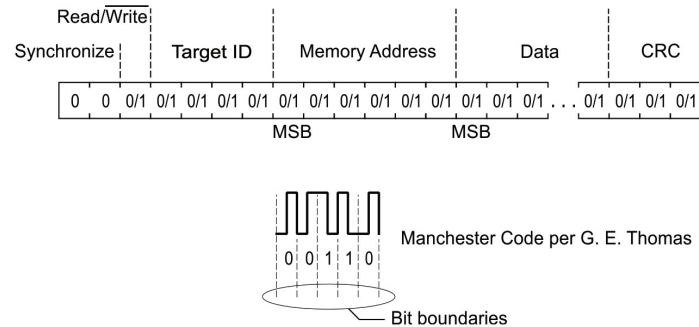 Read/Write
Synchronize Target ID Memory Address Data CRC
0 0 0/1 0/1 0/1 0/1 0/1 0/1 0/1 0/1 0/1 0/1 0/1 0/1 0/1 0/1 . . . 0/1 0/1 0/1 0/1
MSB MSB
Manchester Code per G. E. Thomas
0 0 1 1 0
Bit boundaries